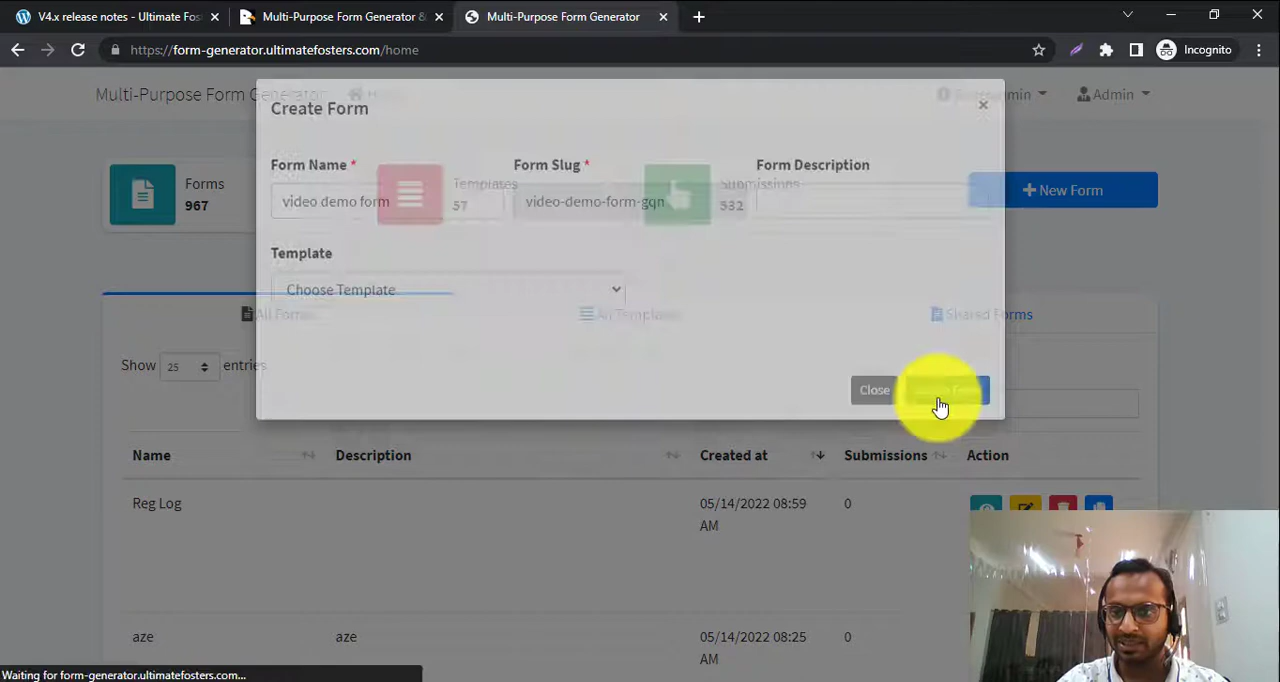 V4.x release notes - Ultimate Fos
Multi-Purpose Form Generator &
Multi-Purpose Form Generator
https://form-generator.ultimatefosters.com/home
Incognito
Multi-Purpose Form Generator
Admin
Create Form
Form Name *
Form Slug *
Form Description
Forms
967
Templates
57
Submissions
532
New Form
video demo form
video-demo-form-gqn
Template
Choose Template
All Forms
All Templates
Shared Forms
Show 25 entries
Close
Name
Description
Created at
Submissions
Action
Reg Log
05/14/2022 08:59 AM
0
aze
aze
05/14/2022 08:25 AM
0
Waiting for form-generator.ultimatefosters.com...